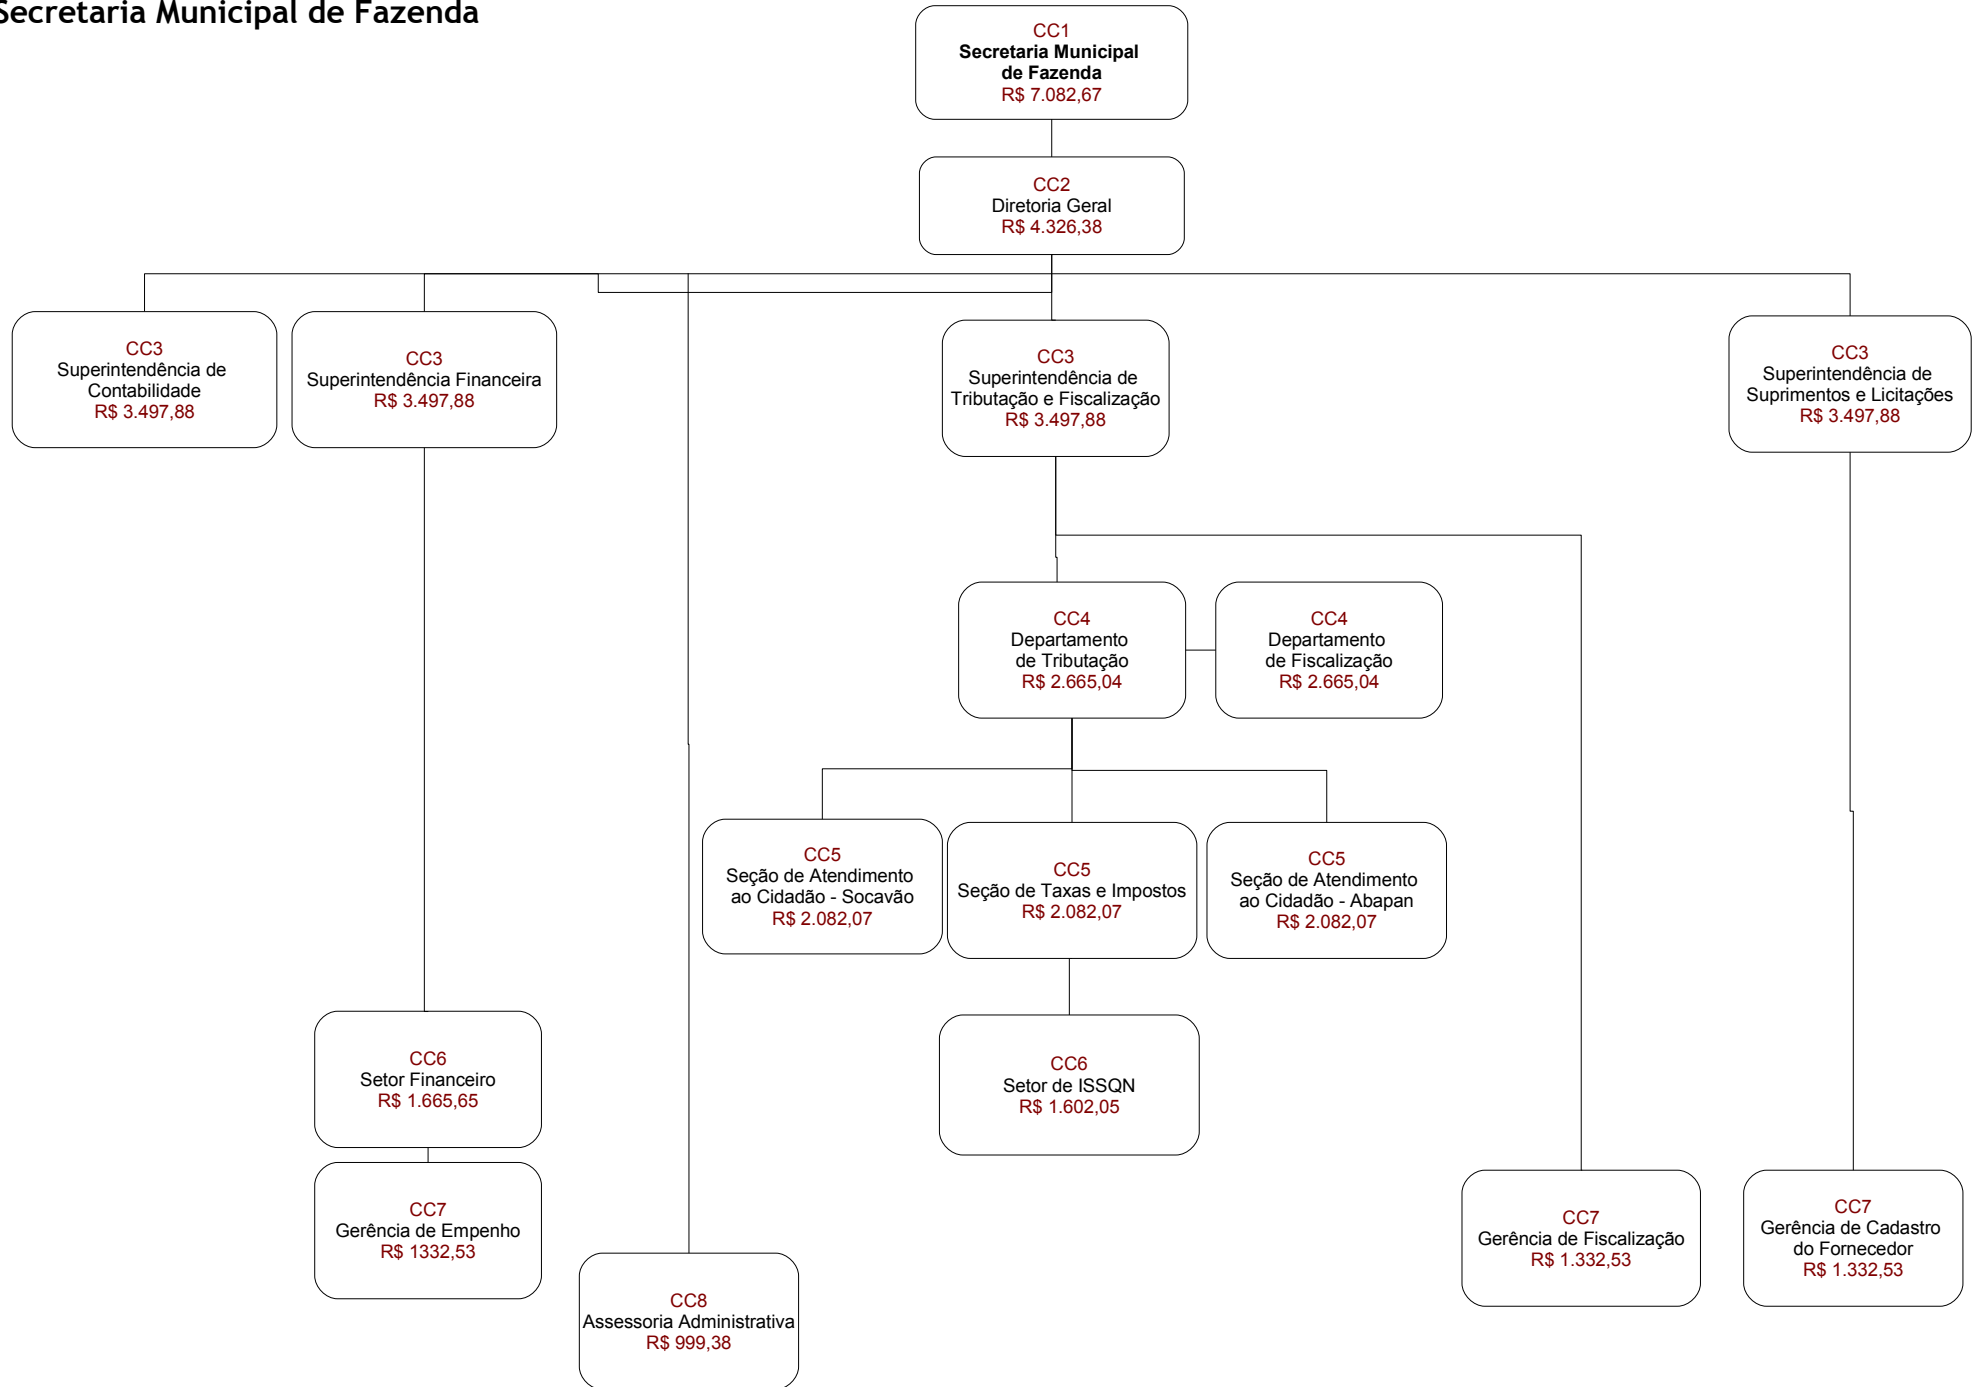 Secretaria Municipal de Fazenda
CC1
Secretaria Municipal
de Fazenda
R$ 7.082,67
CC2
Diretoria Geral
R$ 4.326,38
CC3
Superintendência de
Contabilidade
R$ 3.497,88
CC3
Superintendência Financeira
R$ 3.497,88
CC3
Superintendência de
Tributação e Fiscalização
R$ 3.497,88
CC3
Superintendência de
Suprimentos e Licitações
R$ 3.497,88
CC4
Departamento
de Tributação
R$ 2.665,04
CC4
Departamento
de Fiscalização
R$ 2.665,04
CC5
Seção de Atendimento
ao Cidadão - Socavão
R$ 2.082,07
CC5
Seção de Taxas e Impostos
R$ 2.082,07
CC5
Seção de Atendimento
ao Cidadão - Abapan
R$ 2.082,07
CC6
Setor Financeiro
R$ 1.665,65
CC6
Setor de ISSQN
R$ 1.602,05
CC7
Gerência de Empenho
R$ 1332,53
CC7
Gerência de Fiscalização
R$ 1.332,53
CC7
Gerência de Cadastro
do Fornecedor
R$ 1.332,53
CC8
Assessoria Administrativa
R$ 999,38